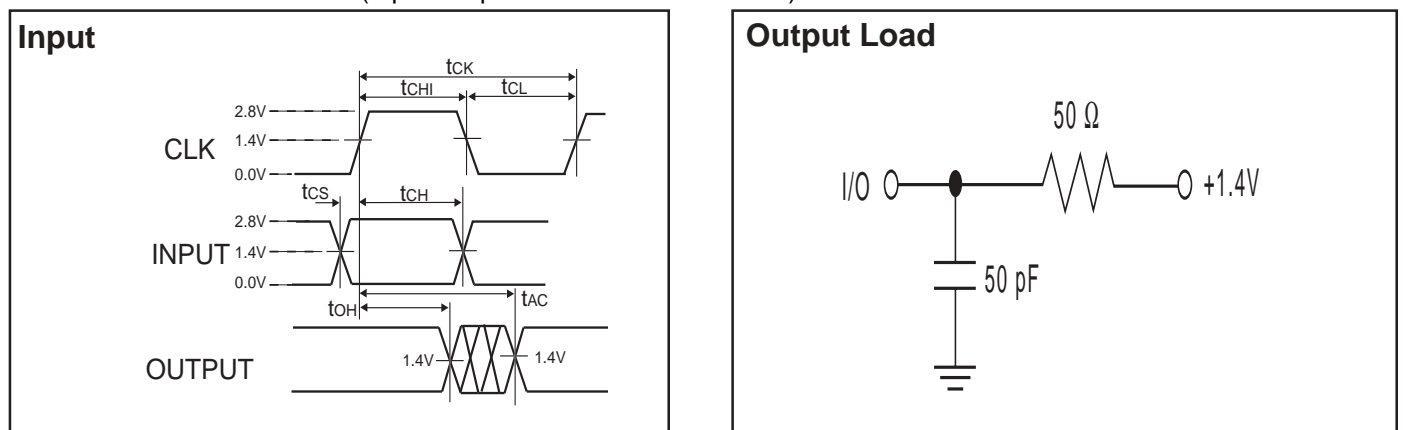 Input
tCK
tCHI
tCL
2.8V
CLK
1.4V
0.0V
tCS
tCH
2.8V
INPUT
1.4V
0.0V
tOH
tAC
OUTPUT
1.4V
1.4V
Output Load
50 Ω
I/O
+1.4V
50 pF